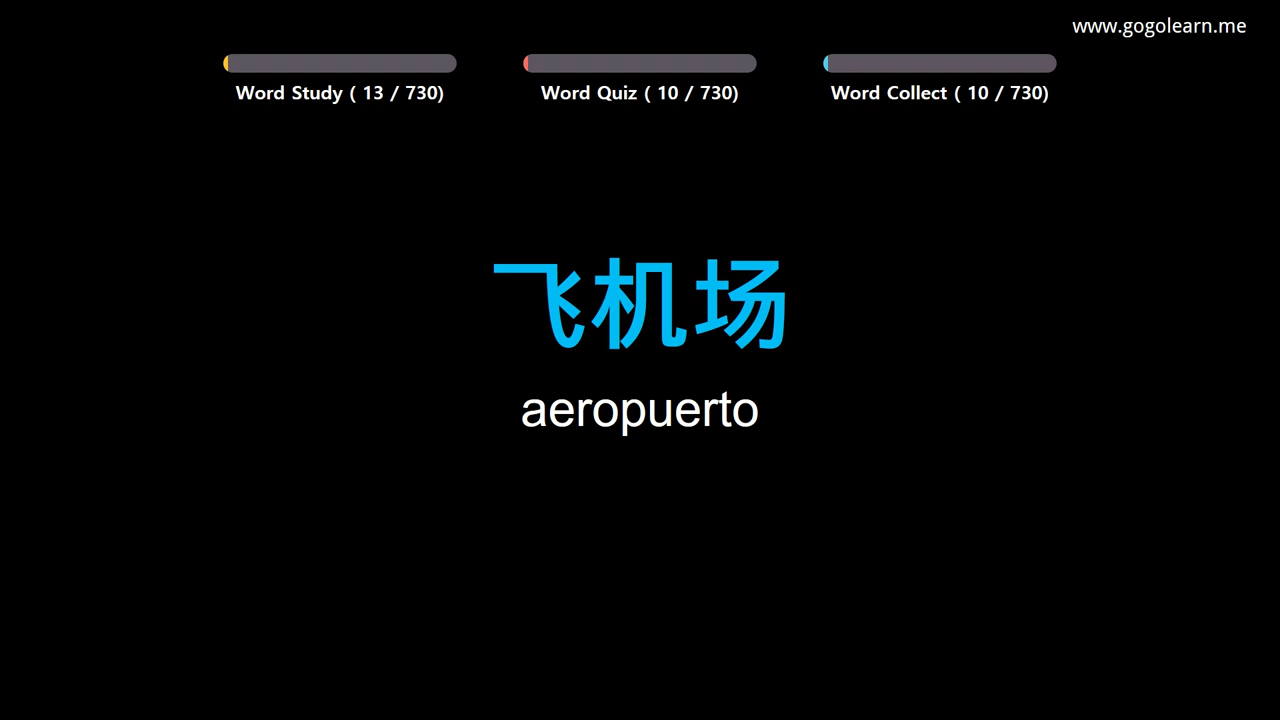 www.gogolearn.me
Word Study ( 13 / 730)
Word Quiz ( 10 / 730)
Word Collect ( 10 / 730)
飞机场
aeropuerto